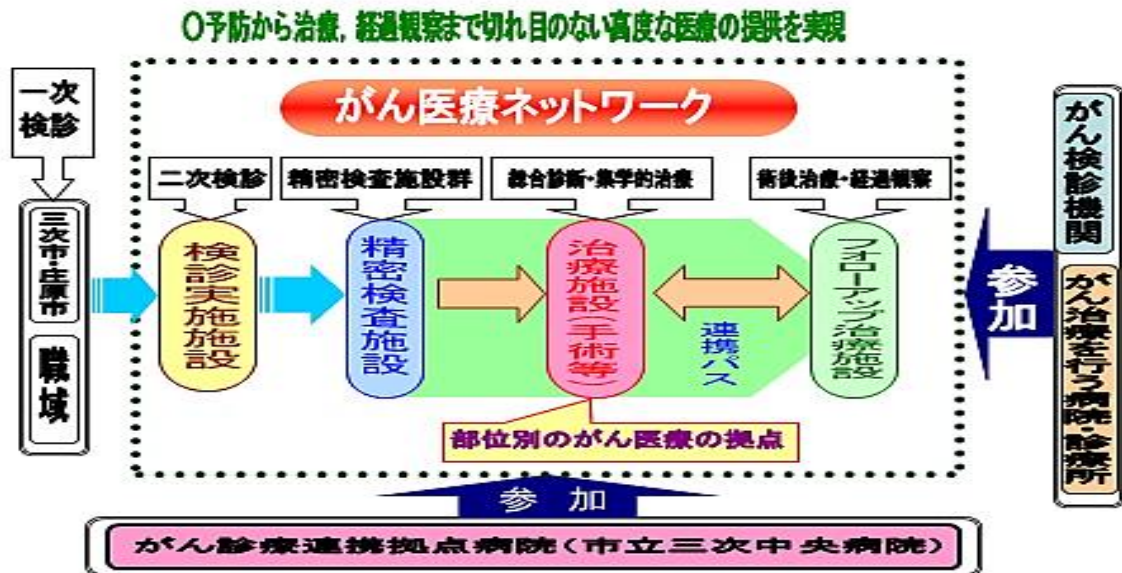 〇予防から治療，経過観察まで切れ目のない高度な医療の提供を実現
一次
検診
がん医療ネットワーク
二次検診
精密検査施設群
総合診断・集学的治療
術後治療・経過観察
三次市・庄原市
職域
検診実施施設
精密検査施設
治療施設（手術等）
連携パス
フォローアップ治療施設
部位別のがん医療の拠点
参加
がん検診機関
がん治療を行う病院・診療所
参加
がん診療連携拠点病院（市立三次中央病院）